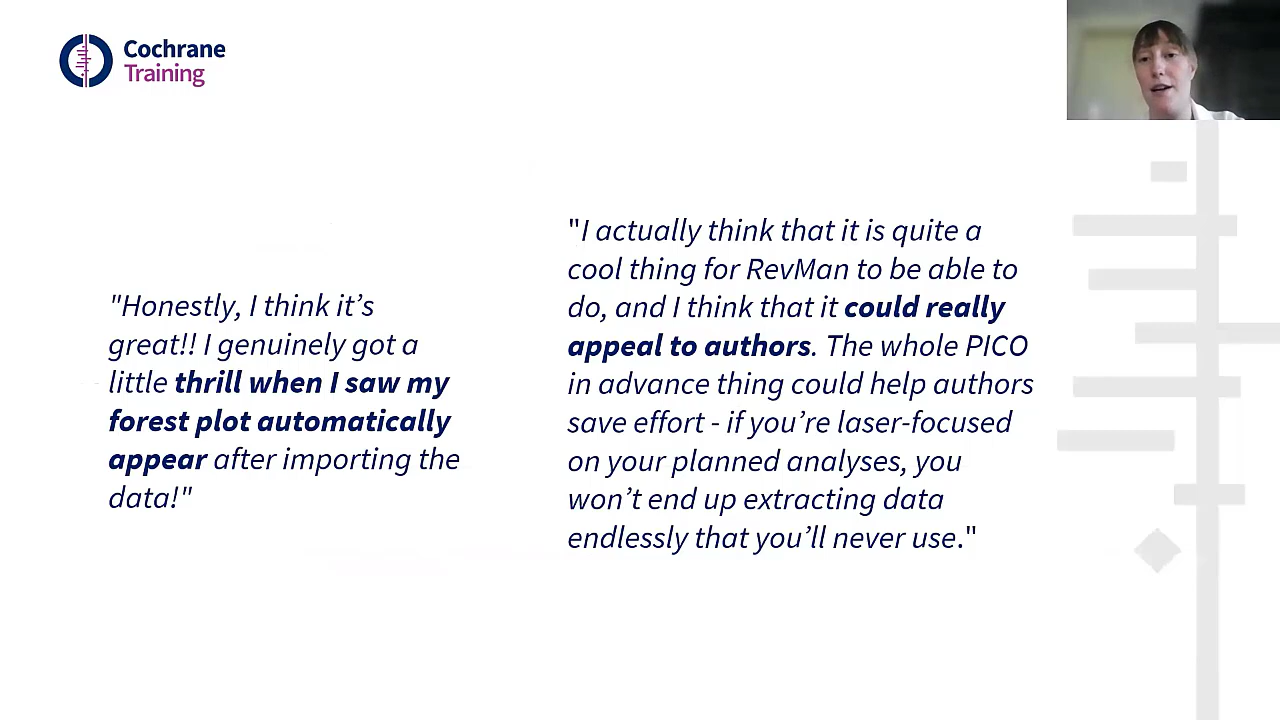 Cochrane
Training
"Honestly, I think it’s
great!! I genuinely got a
little thrill when I saw my
forest plot automatically
appear after importing the
data!"
"I actually think that it is quite a
cool thing for RevMan to be able to
do, and I think that it could really
appeal to authors. The whole PICO
in advance thing could help authors
save effort - if you’re laser-focused
on your planned analyses, you
won’t end up extracting data
endlessly that you’ll never use."